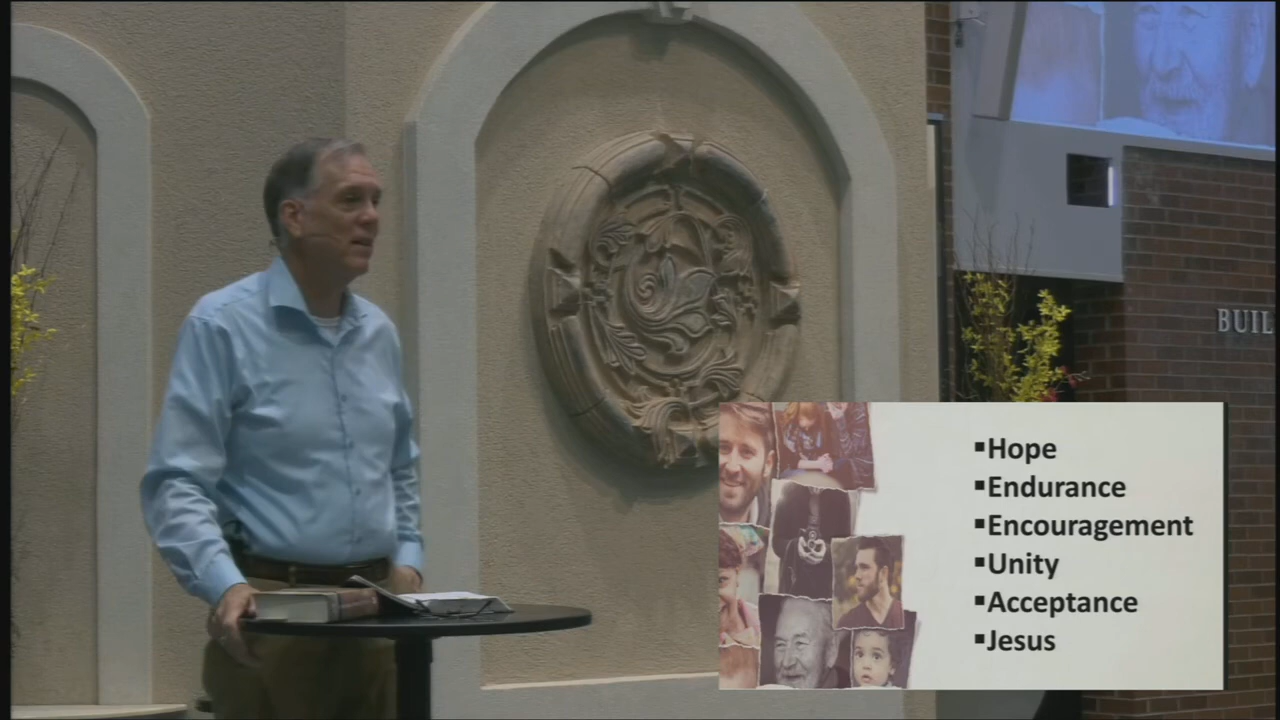 BUIL
▪Hope
▪Endurance
▪Encouragement
▪Unity
▪Acceptance
▪Jesus